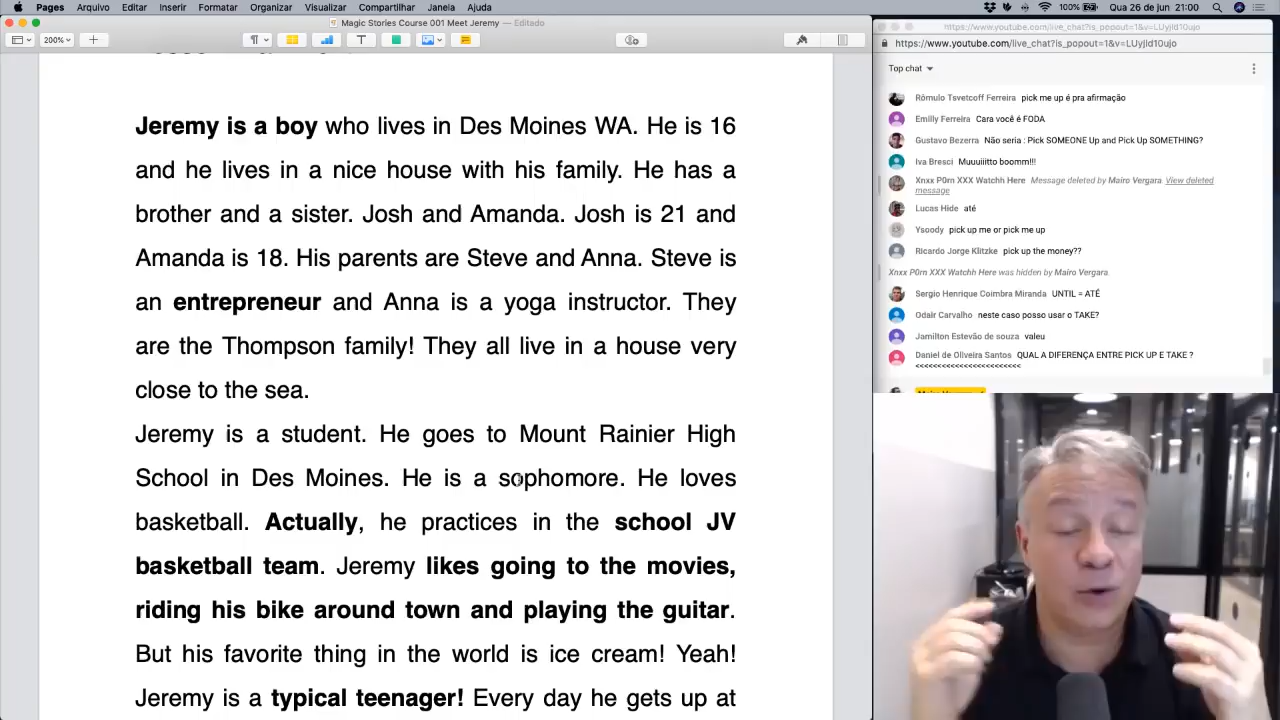 Pages Arquivo Editar Inserir Formatar Organizar Visualizar Compartilhar Janela Ajuda
100% Qua 26 de jun 21:00
Magic Stories Course 001 Meet Jeremy — Editado
200%
Jeremy is a boy who lives in Des Moines WA. He is 16
and he lives in a nice house with his family. He has a
brother and a sister. Josh and Amanda. Josh is 21 and
Amanda is 18. His parents are Steve and Anna. Steve is
an entrepreneur and Anna is a yoga instructor. They
are the Thompson family! They all live in a house very
close to the sea.
Jeremy is a student. He goes to Mount Rainier High
School in Des Moines. He is a sophomore. He loves
basketball. Actually, he practices in the school JV
basketball team. Jeremy likes going to the movies,
riding his bike around town and playing the guitar.
But his favorite thing in the world is ice cream! Yeah!
Jeremy is a typical teenager! Every day he gets up at
https://www.youtube.com/live_chat?is_popout=1&v=LUyjld10ujo
https://www.youtube.com/live_chat?is_popout=1&v=LUyjld10ujo
Top chat
Rômulo Tsvetcoff Ferreira pick me up é pra afirmação
Emilly Ferreira Cara você é FODA
Gustavo Bezerra Não seria : Pick SOMEONE Up and Pick Up SOMETHING?
Iva Bresci Muuuiiitto boomm!!!
Xnxx P0rn XXX Watchh Here Message deleted by Mairo Vergara View deleted
message
Lucas Hide até
Ysoody pick up me or pick me up
Ricardo Jorge Klitzke pick up the money??
Xnxx P0rn XXX Watchh Here was hidden by Mairo Vergara.
Sergio Henrique Coimbra Miranda UNTIL = ATÉ
Odair Carvalho neste caso posso usar o TAKE?
Jamilton Estevão de souza valeu
Daniel de Oliveira Santos QUAL A DIFERENÇA ENTRE PICK UP E TAKE ?
<<<<<<<<<<<<<<<<<<<<<<<<